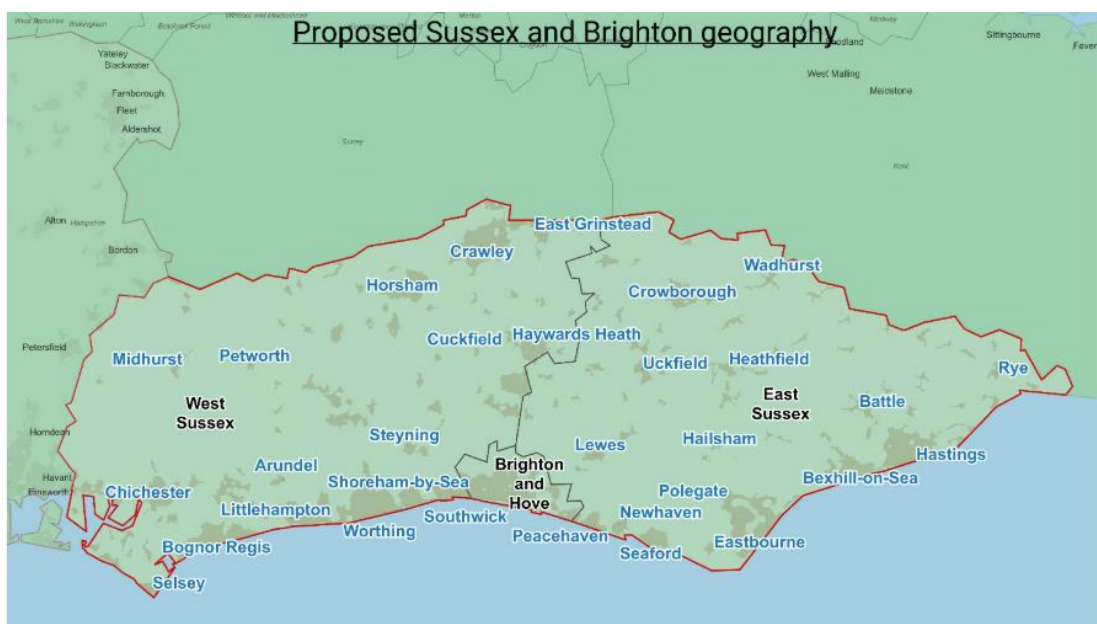 Proposed Sussex and Brighton geography
Yateley
Blackwater
Farnborough
Fleet
Aldershot
Surrey
Sittingbourne
West Malling
Maidstone
Kent
Alton
Hampshire
Bordon
East Grinstead
Crawley
Wadhurst
Horsham
Crowborough
Cuckfield
Haywards Heath
Petersfield
Midhurst
Petworth
Uckfield
Heathfield
Rye
West
Sussex
East
Sussex
Battle
Horndean
Steyning
Lewes
Hailsham
Hastings
Arundel
Brighton
and
Hove
Havant
Emsworth
Chichester
Shoreham-by-Sea
Bexhill-on-Sea
Polegate
Littlehampton
Southwick
Newhaven
Worthing
Peacehaven
Bognor Regis
Seaford
Eastbourne
Selsey